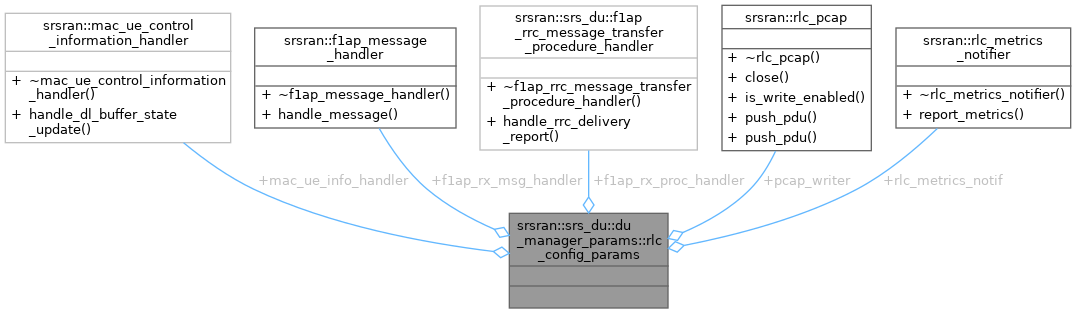 srsran::mac_ue_control
_information_handler
+ ~mac_ue_control_information
_handler()
+ handle_dl_buffer_state
_update()
srsran::f1ap_message
_handler
+ ~f1ap_message_handler()
+ handle_message()
srsran::srs_du::f1ap
_rrc_message_transfer
_procedure_handler
+ ~f1ap_rrc_message_transfer
_procedure_handler()
+ handle_rrc_delivery
_report()
srsran::rlc_pcap
+ ~rlc_pcap()
+ close()
+ is_write_enabled()
+ push_pdu()
+ push_pdu()
srsran::rlc_metrics
_notifier
+ ~rlc_metrics_notifier()
+ report_metrics()
+mac_ue_info_handler
+f1ap_rx_msg_handler
+f1ap_rx_proc_handler
+pcap_writer
+rlc_metrics_notif
srsran::srs_du::du
_manager_params::rlc
_config_params